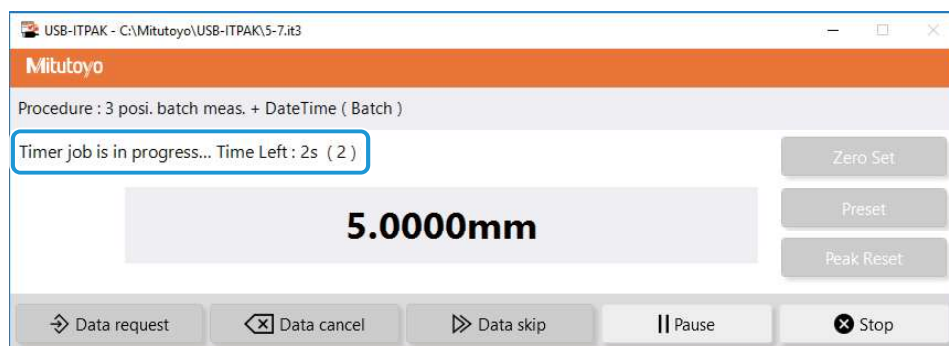 USB-ITPAK - C:\Mitutoyo\USB-ITPAK\5-7.it3
Mitutoyo
Procedure : 3 posi. batch meas. + DateTime ( Batch )
Timer job is in progress... Time Left : 2s ( 2 )
Zero Set
5.0000mm
Preset
Peak Reset
Data request Data cancel Data skip Pause Stop